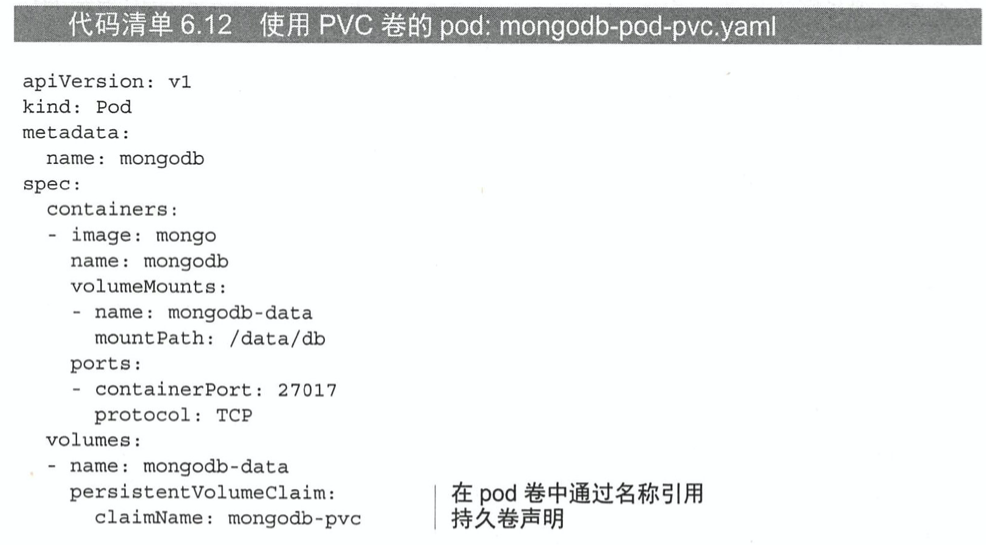 代码清单 6.12 使用 PVC 卷的 pod: mongodb-pod-pvc.yaml
apiVersion: v1
kind: Pod
metadata:
  name: mongodb
spec:
  containers:
  - image: mongo
    name: mongodb
    volumeMounts:
    - name: mongodb-data
      mountPath: /data/db
    ports:
    - containerPort: 27017
      protocol: TCP
  volumes:
  - name: mongodb-data
    persistentVolumeClaim:
      claimName: mongodb-pvc
在 pod 卷中通过名称引用
持久卷声明